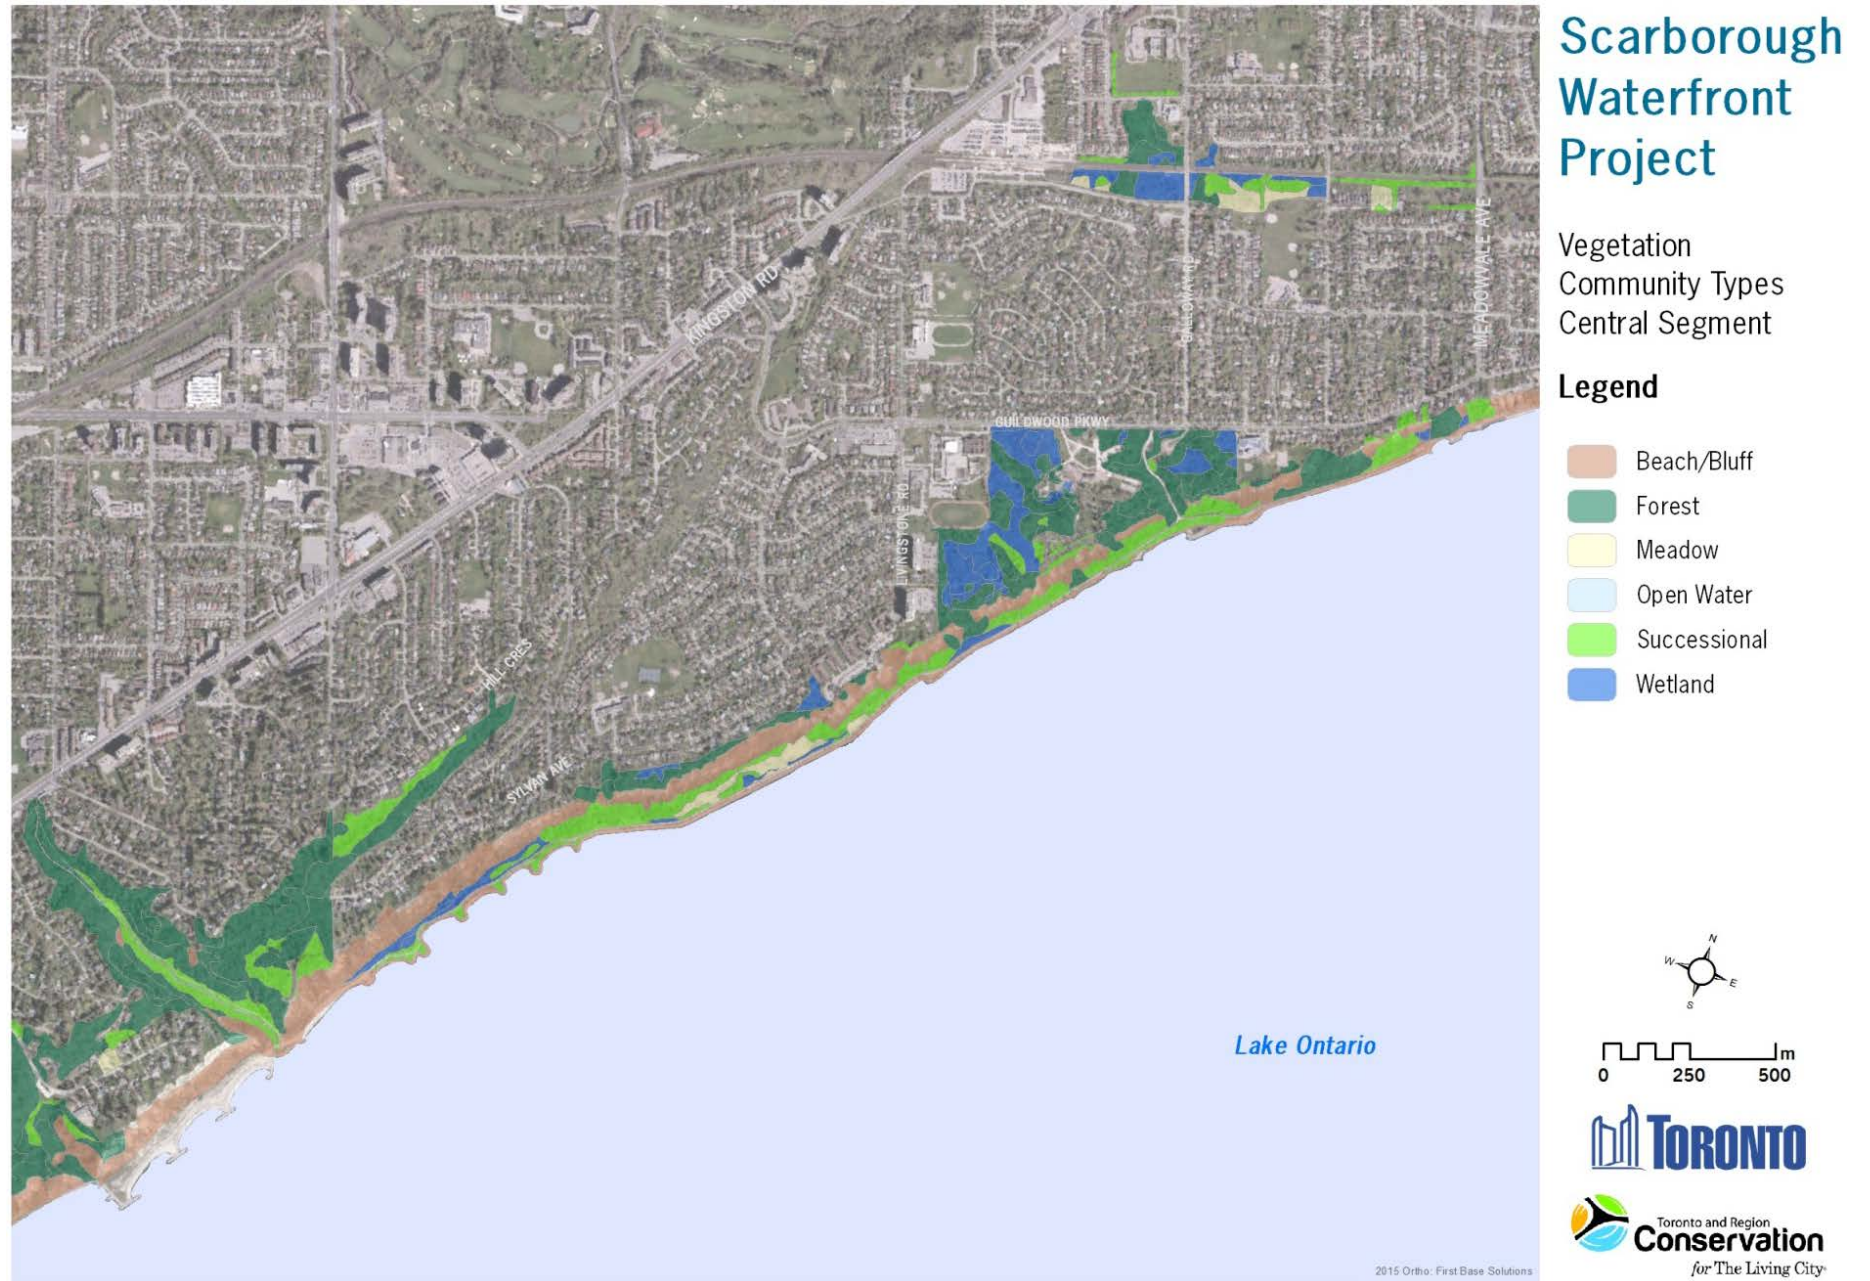 Scarborough
Waterfront
Project
Vegetation
Community Types
Central Segment
Legend
Beach/Bluff
Forest
Meadow
Open Water
Successional
Wetland
KINGSTON RD
GALLOWAY RD
MEADOWVALE AVE
GUILDWOOD PKWY
LIVINGSTONE RD
HILL CRES
SYLVAN AVE
Lake Ontario
N
W
E
S
m
0 250 500
TORONTO
Toronto and Region
Conservation
for The Living City
2015 Ortho: First Base Solutions